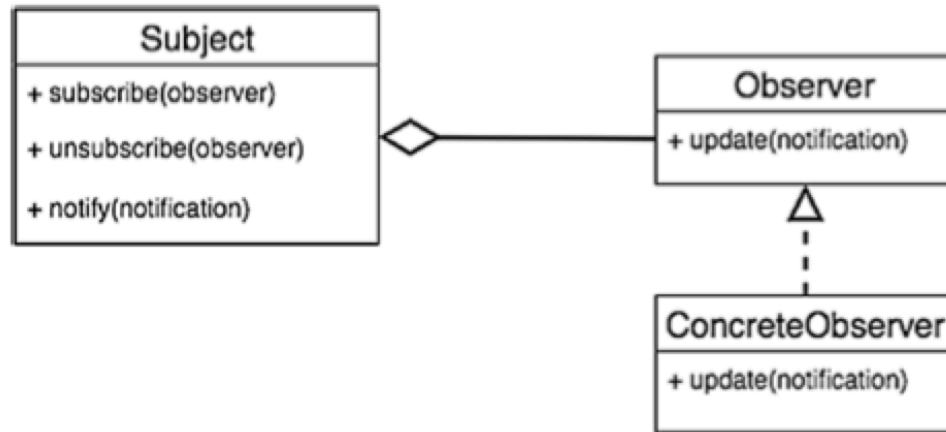 Subject
+ subscribe(observer)
+ unsubscribe(observer)
+ notify(notification)
Observer
+ update(notification)
ConcreteObserver
+ update(notification)